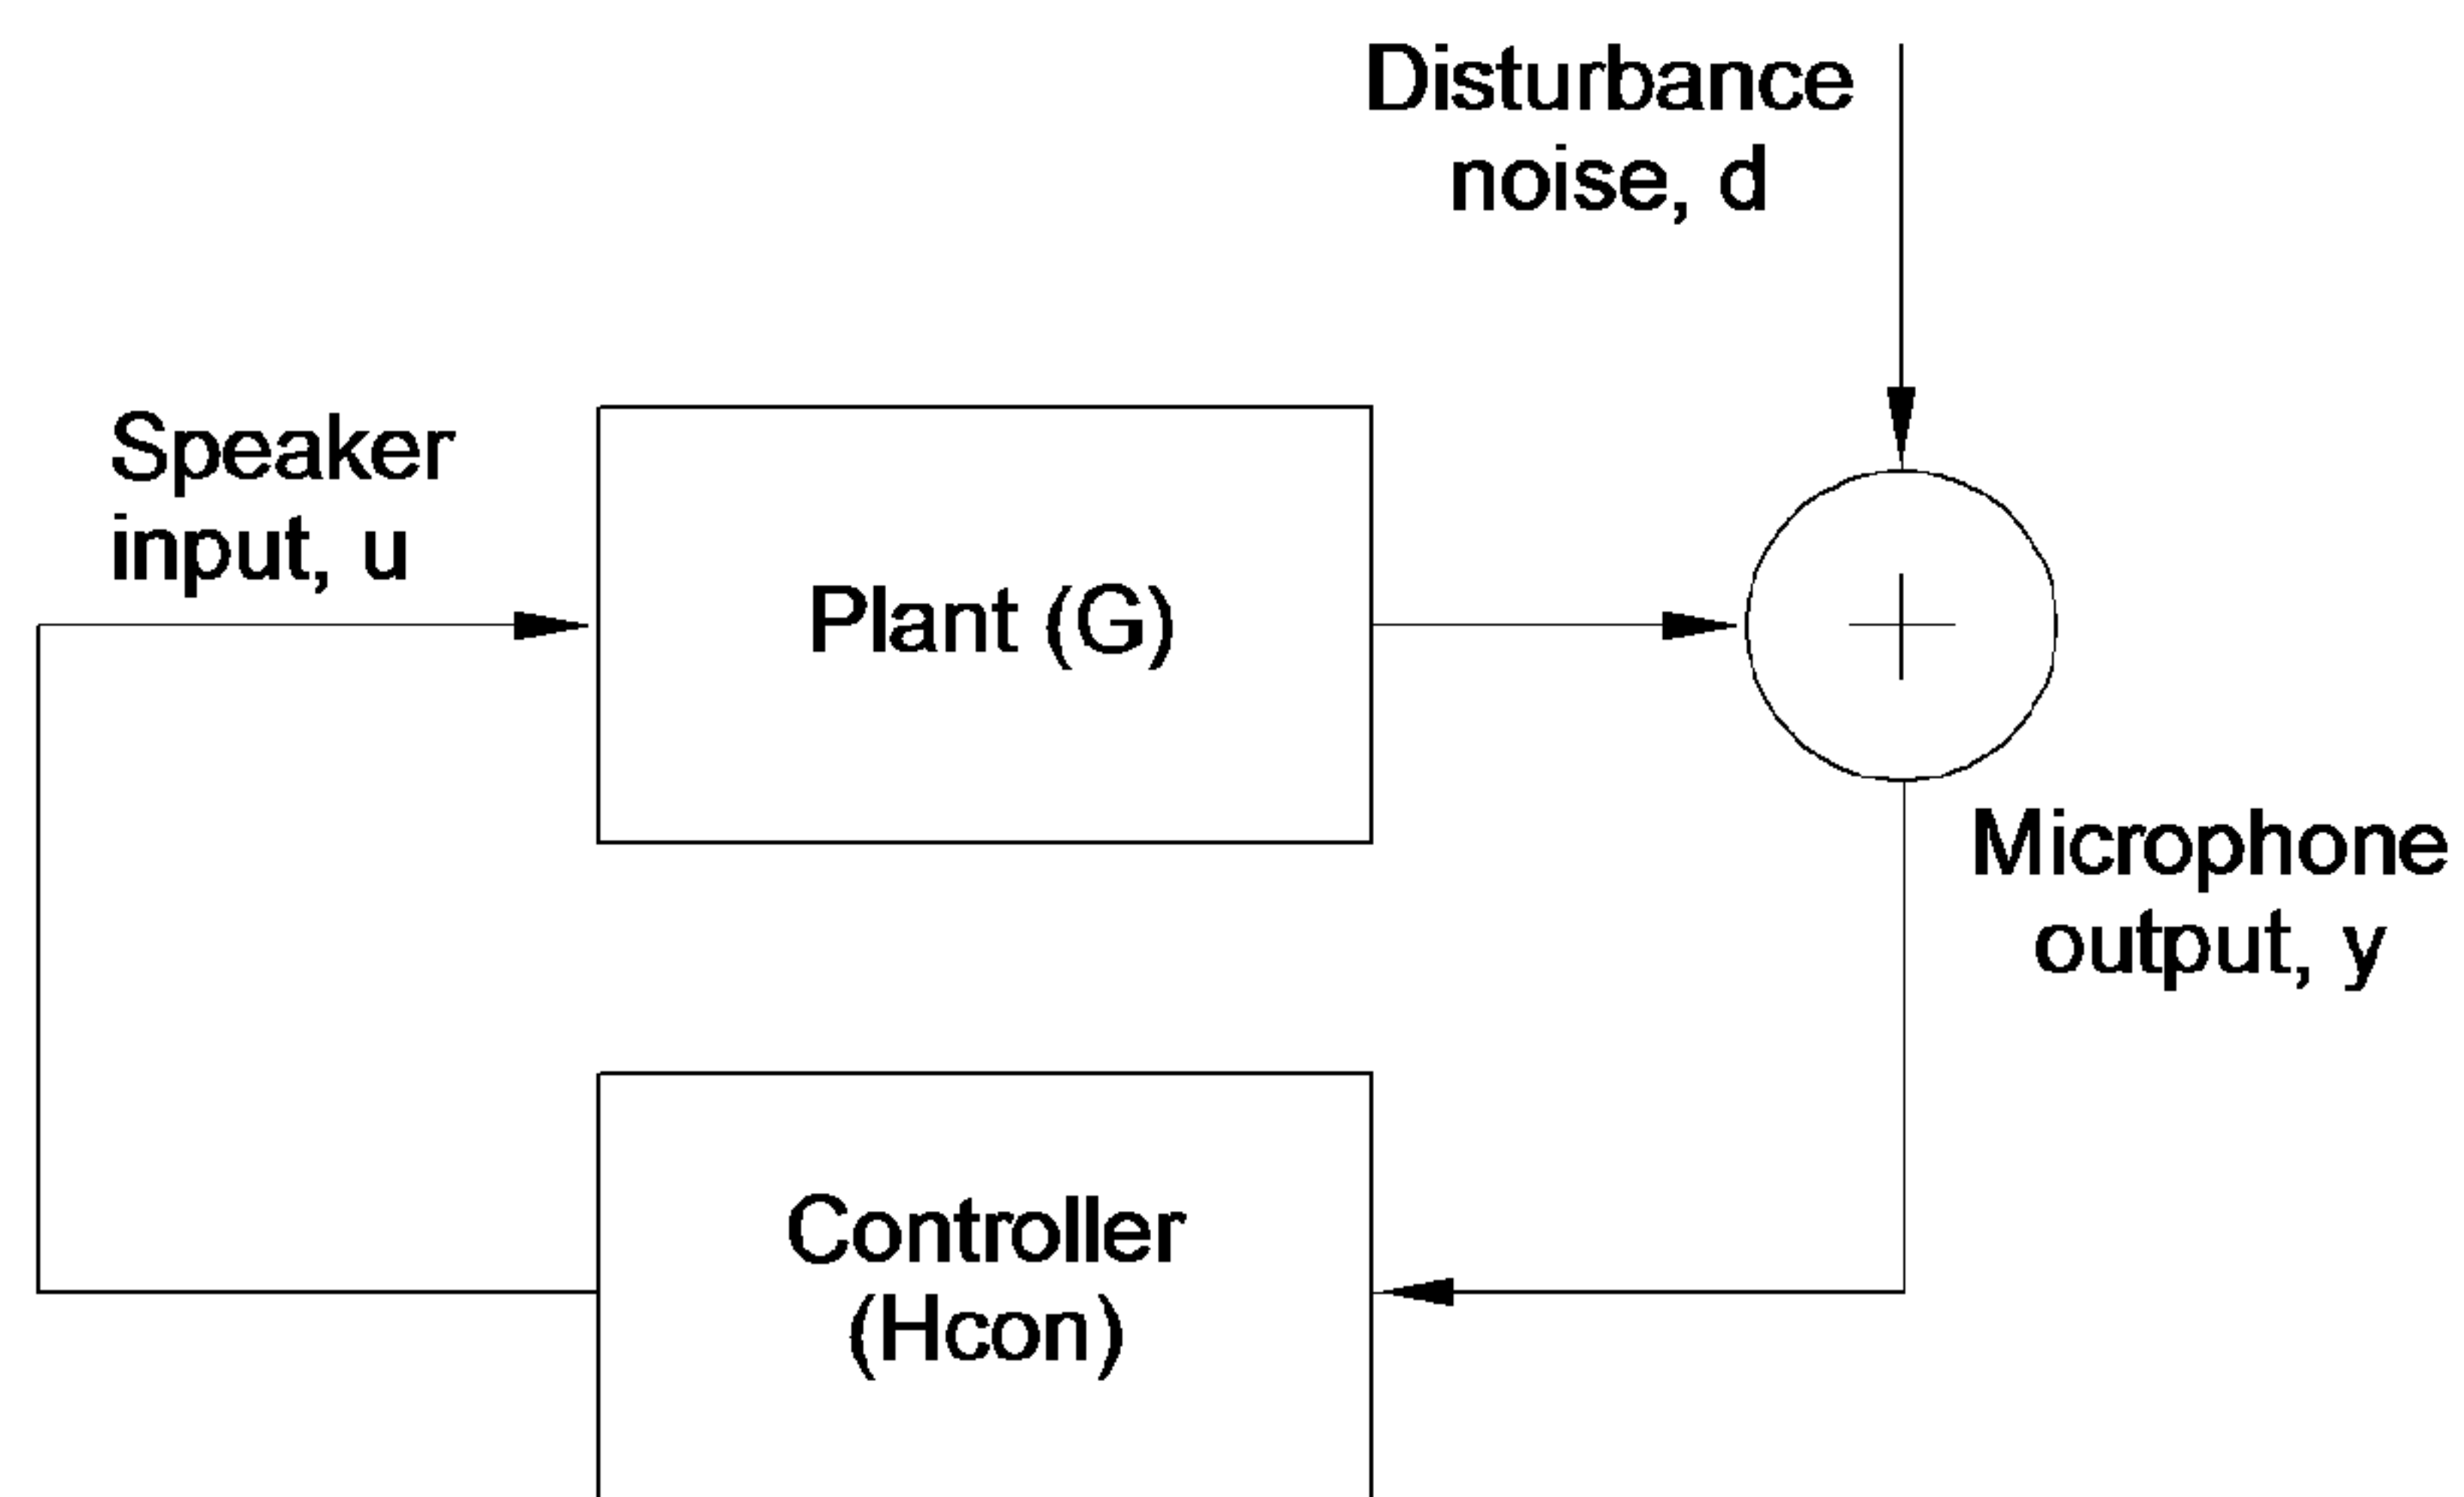 Disturbance
noise, d
Speaker
input, u
Plant (G)
Microphone
output, y
Controller
(Hcon)